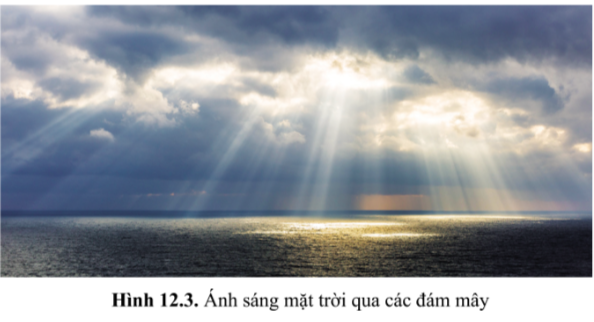 Hình 12.3. Ánh sáng mặt trời qua các đám mây